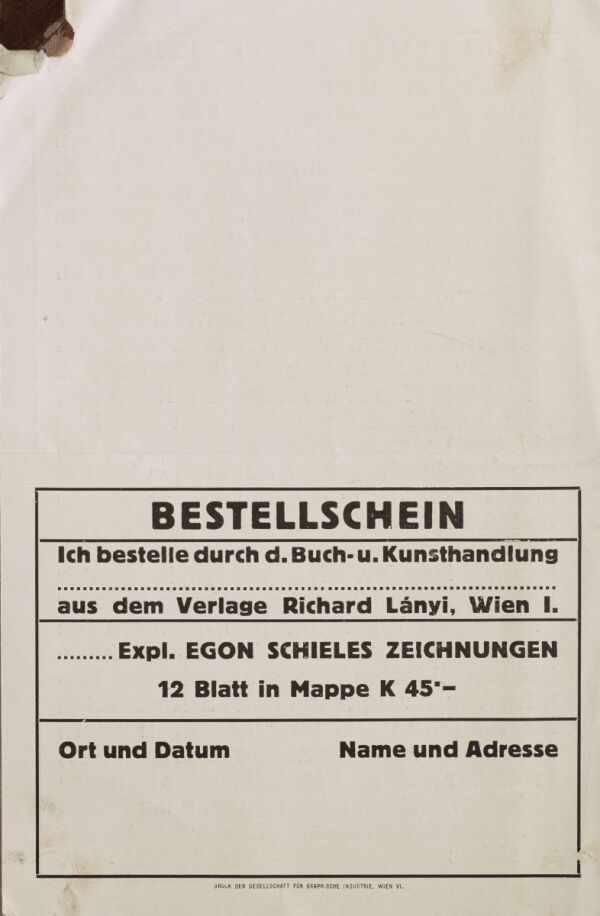 BESTELLSCHEIN
Ich bestelle durch d. Buch- u. Kunsthandlung
............................................................
aus dem Verlage Richard Lányi, Wien I.
......... Expl. EGON SCHIELES ZEICHNUNGEN
12 Blatt in Mappe K 45·–
Ort und Datum Name und Adresse
DRUCK DER GESELLSCHAFT FÜR GRAPHISCHE INDUSTRIE, WIEN VI.